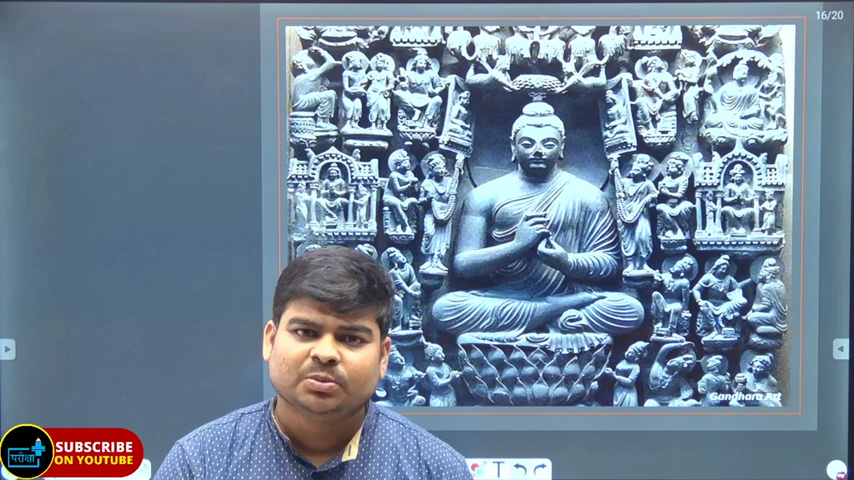 16/20
Gandhara Art
परीक्षा
SUBSCRIBE
ON YOUTUBE
T